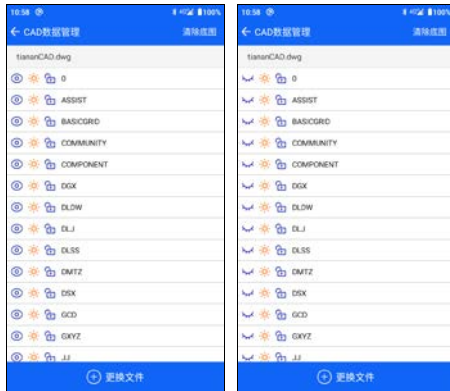 10:58
100%
CAD数据管理
清除底图
tiananCAD.dwg
0
ASSIST
BASICGRID
COMMUNITY
COMPONENT
DGX
DLDW
DLJ
DLSS
DMTZ
DSX
GCD
GXYZ
JJ
更换文件
10:58
100%
CAD数据管理
清除底图
tiananCAD.dwg
0
ASSIST
BASICGRID
COMMUNITY
COMPONENT
DGX
DLDW
DLJ
DLSS
DMTZ
DSX
GCD
GXYZ
JJ
更换文件